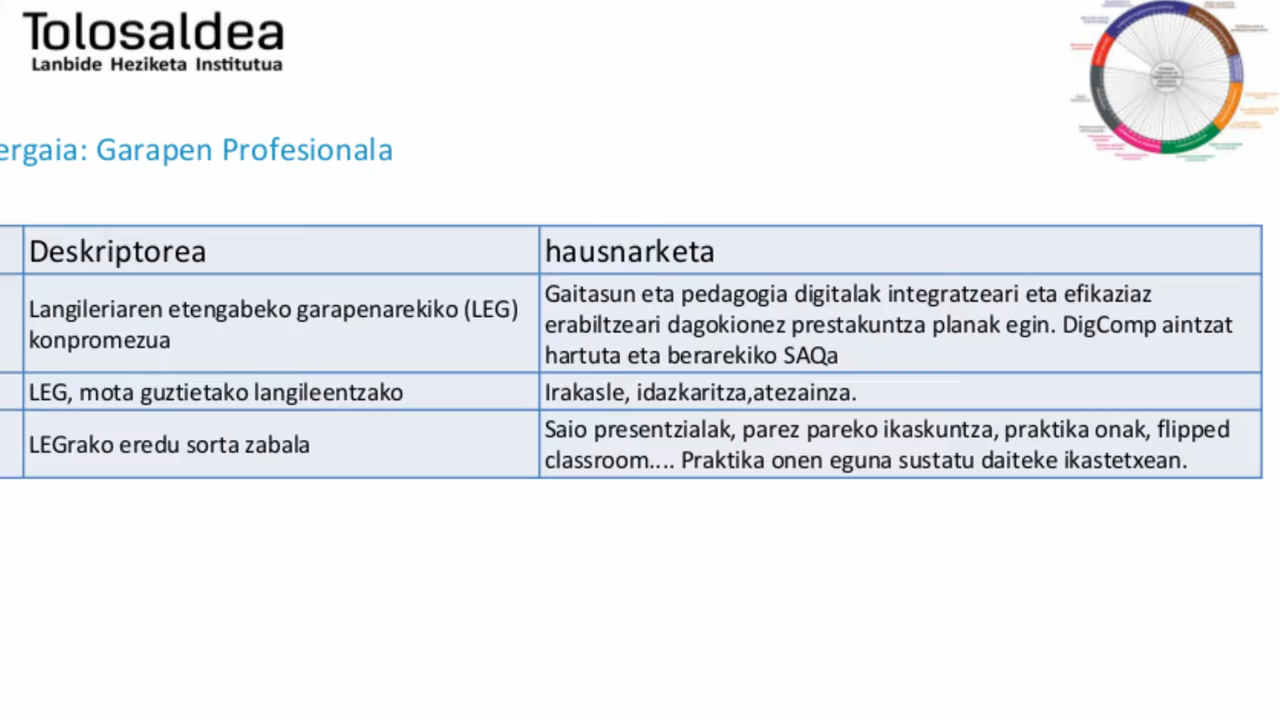 Tolosaldea
Lanbide Heziketa Institutua
ergaia: Garapen Profesionala
Deskriptorea
hausnarketa
Langileriaren etengabeko garapenarekiko (LEG)
konpromezua
Gaitasun eta pedagogia digitalak integratzeari eta efikaziaz
erabiltzeari dagokionez prestakuntza planak egin. DigComp aintzat
hartuta eta berarekiko SAQa
LEG, mota guztietako langileentzako
Irakasle, idazkaritza,atezainza.
LEGrako eredu sorta zabala
Saio presentzialak, parez pareko ikaskuntza, praktika onak, flipped
classroom.... Praktika onen eguna sustatu daiteke ikastetxean.